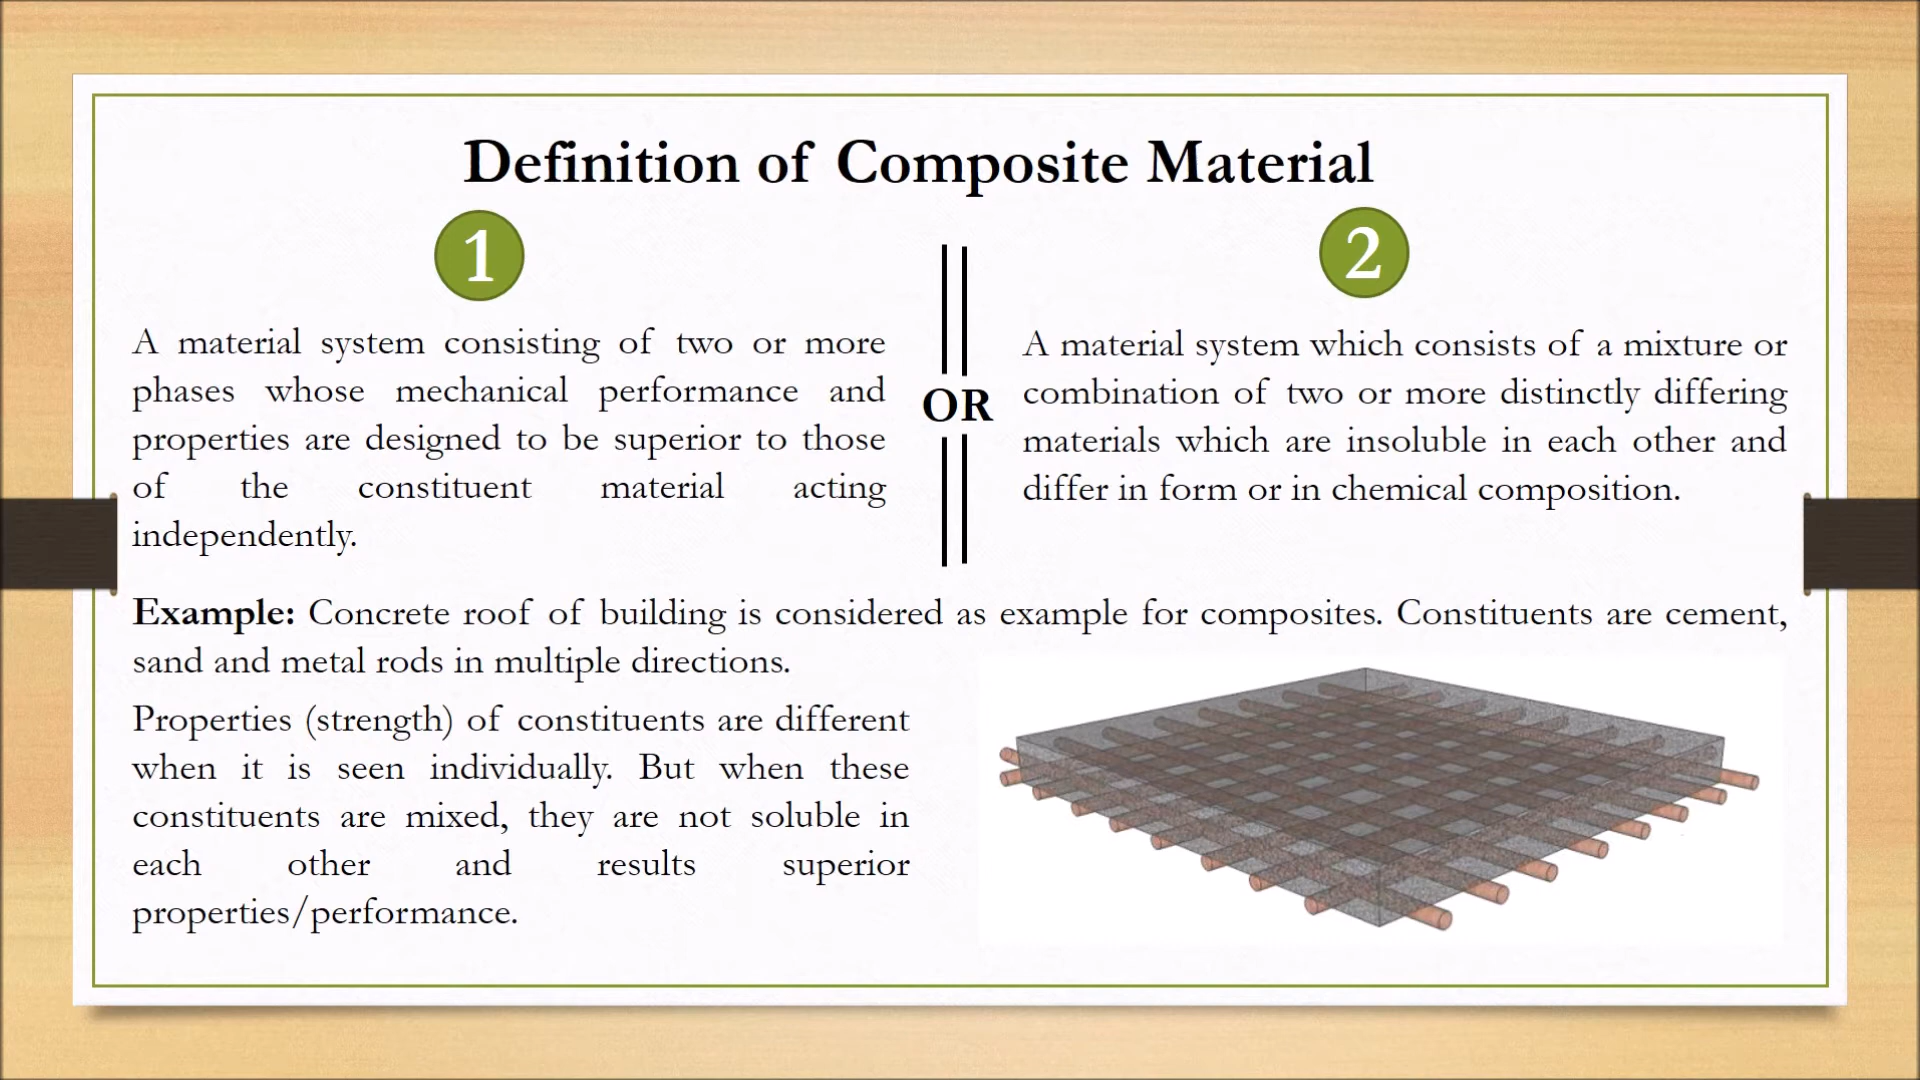 Definition of Composite Material
1
2
A material system consisting of two or more
phases whose mechanical performance and
properties are designed to be superior to those
of the constituent material acting
independently.
OR
A material system which consists of a mixture or
combination of two or more distinctly differing
materials which are insoluble in each other and
differ in form or in chemical composition.
Example: Concrete roof of building is considered as example for composites. Constituents are cement,
sand and metal rods in multiple directions.
Properties (strength) of constituents are different
when it is seen individually. But when these
constituents are mixed, they are not soluble in
each other and results superior
properties/performance.